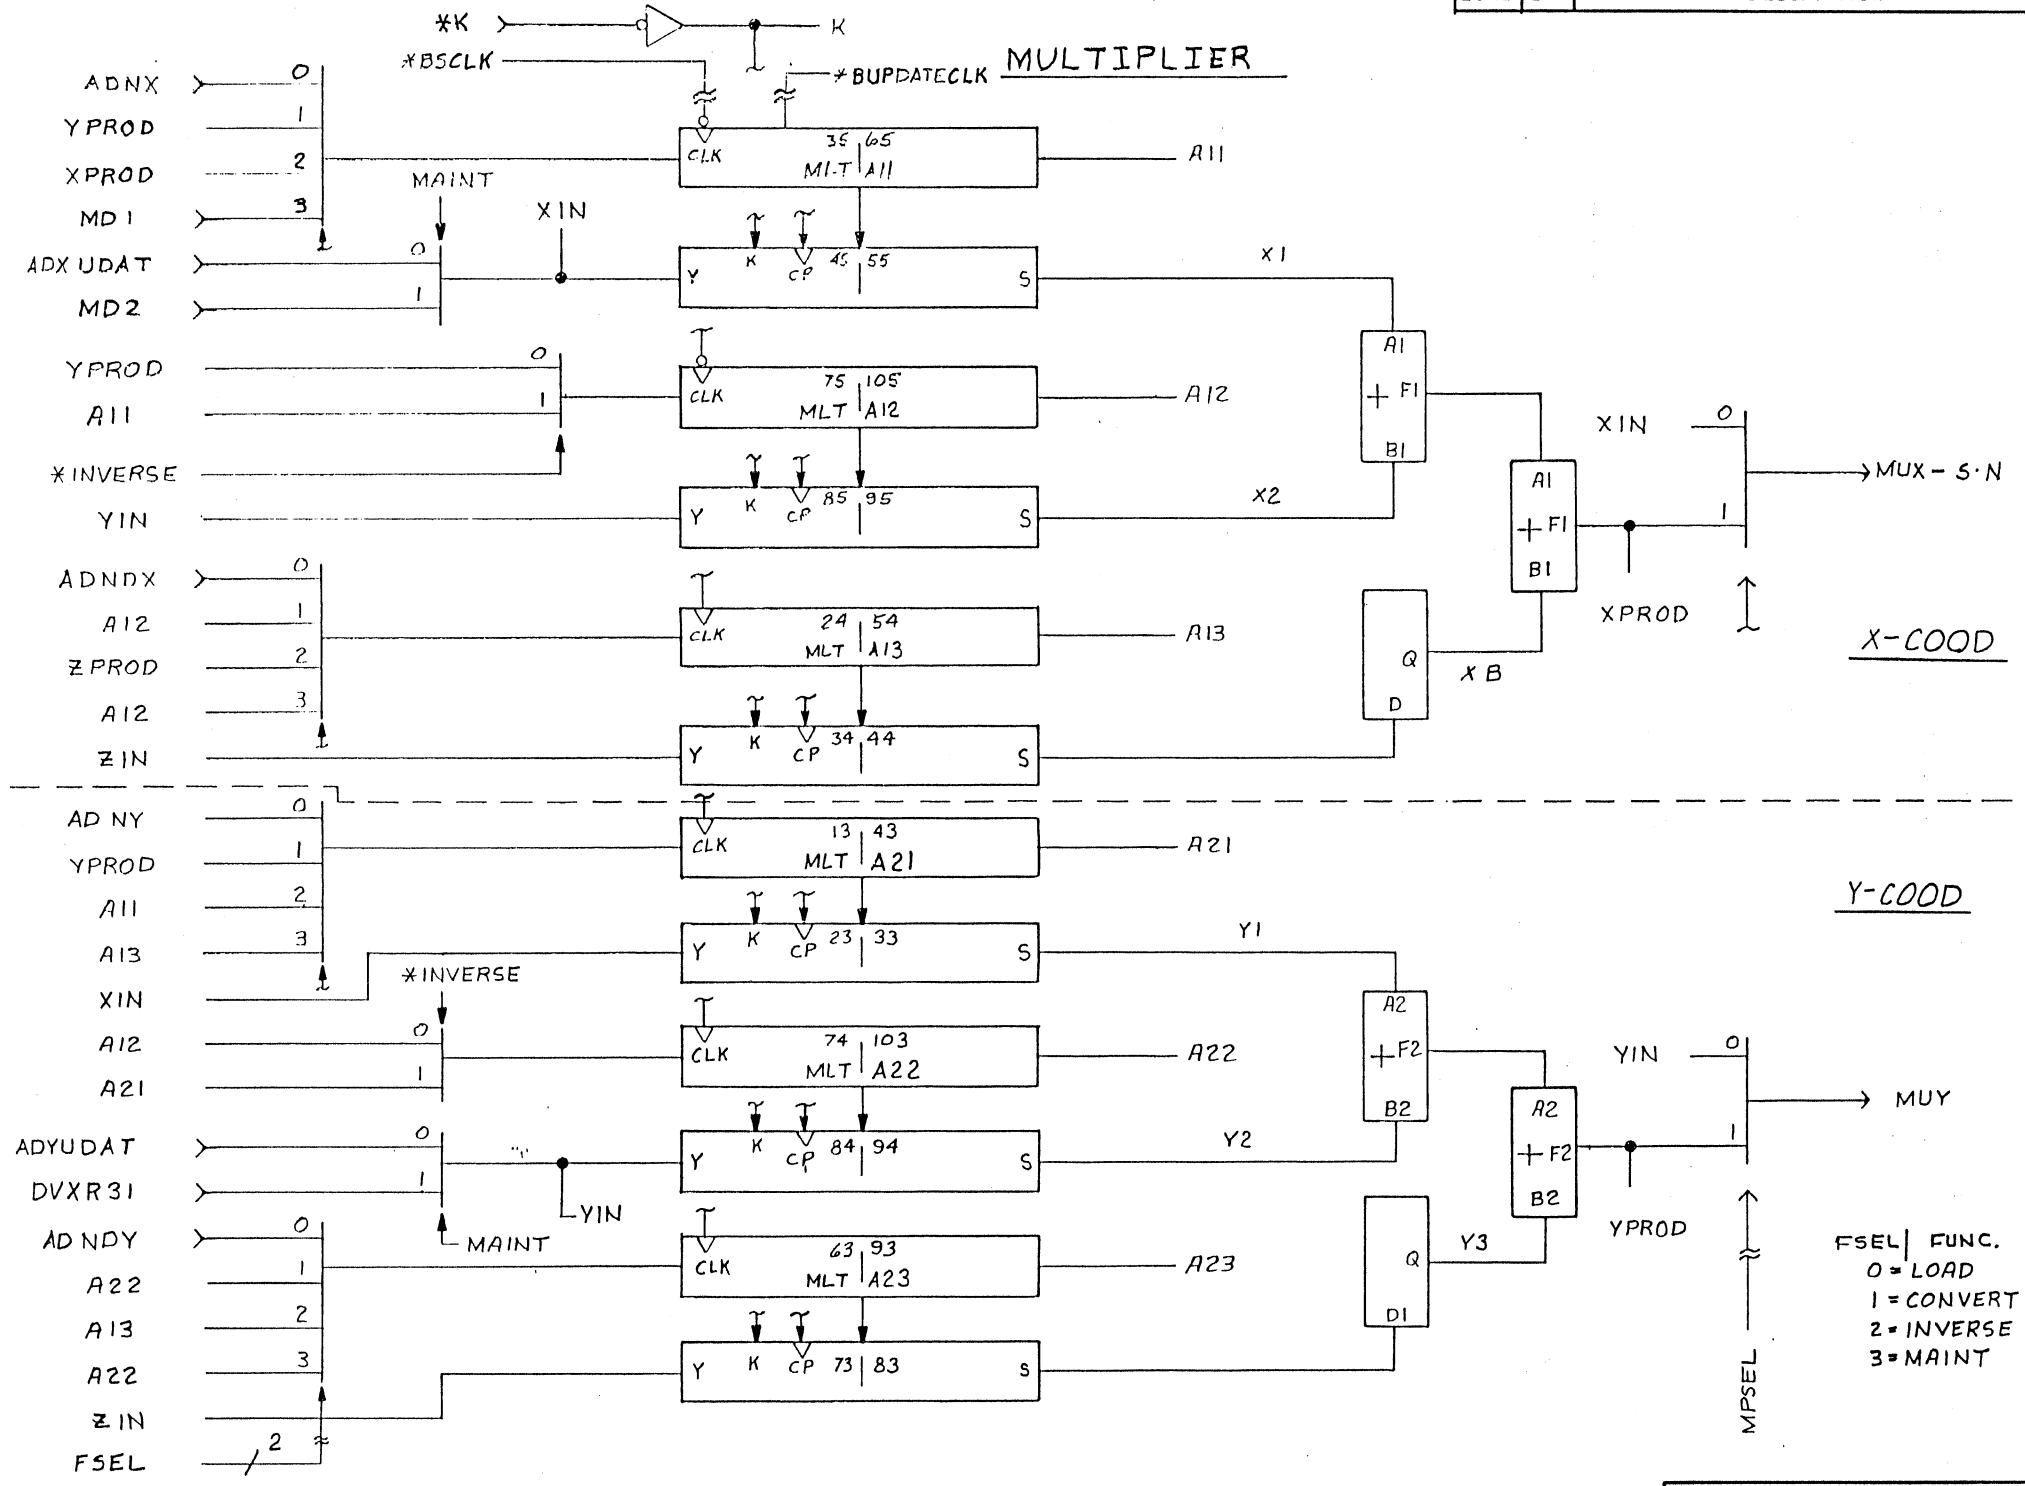 *K
K
*BSCLK
*BUPDATECLK
MULTIPLIER
ADNX
0
YPROD
1
XPROD
2
MD1
3
CLK
35 65
MLT A11
A11
MAINT
XIN
ADXUDAT
0
MD2
1
Y
K
CP
45 55
S
X1
YPROD
0
A11
1
*INVERSE
CLK
75 105
MLT A12
A12
YIN
Y
K
CP
85 95
S
X2
A1
+ F1
B1
A1
+ F1
B1
XIN
0
1
MUX-S·N
XPROD
X-COOD
ADNDX
0
A12
1
ZPROD
2
A12
3
CLK
24 54
MLT A13
A13
ZIN
Y
K
CP
34 44
S
Q
D
XB
ADNY
0
YPROD
1
A11
2
A13
3
XIN
CLK
13 43
MLT A21
A21
Y-COOD
Y
K
CP
23 33
S
Y1
*INVERSE
A12
0
A21
1
CLK
74 103
MLT A22
A22
ADYUDAT
0
DVXR31
1
YIN
MAINT
Y
K
CP
84 94
S
Y2
A2
+ F2
B2
A2
+ F2
B2
YIN
0
1
MUY
YPROD
ADNDY
0
A22
1
A13
2
A22
3
CLK
63 93
MLT A23
A23
Q
D1
Y3
ZIN
Y
K
CP
73 83
S
FSEL
2
MPSEL
FSEL FUNC.
0=LOAD
1=CONVERT
2=INVERSE
3=MAINT